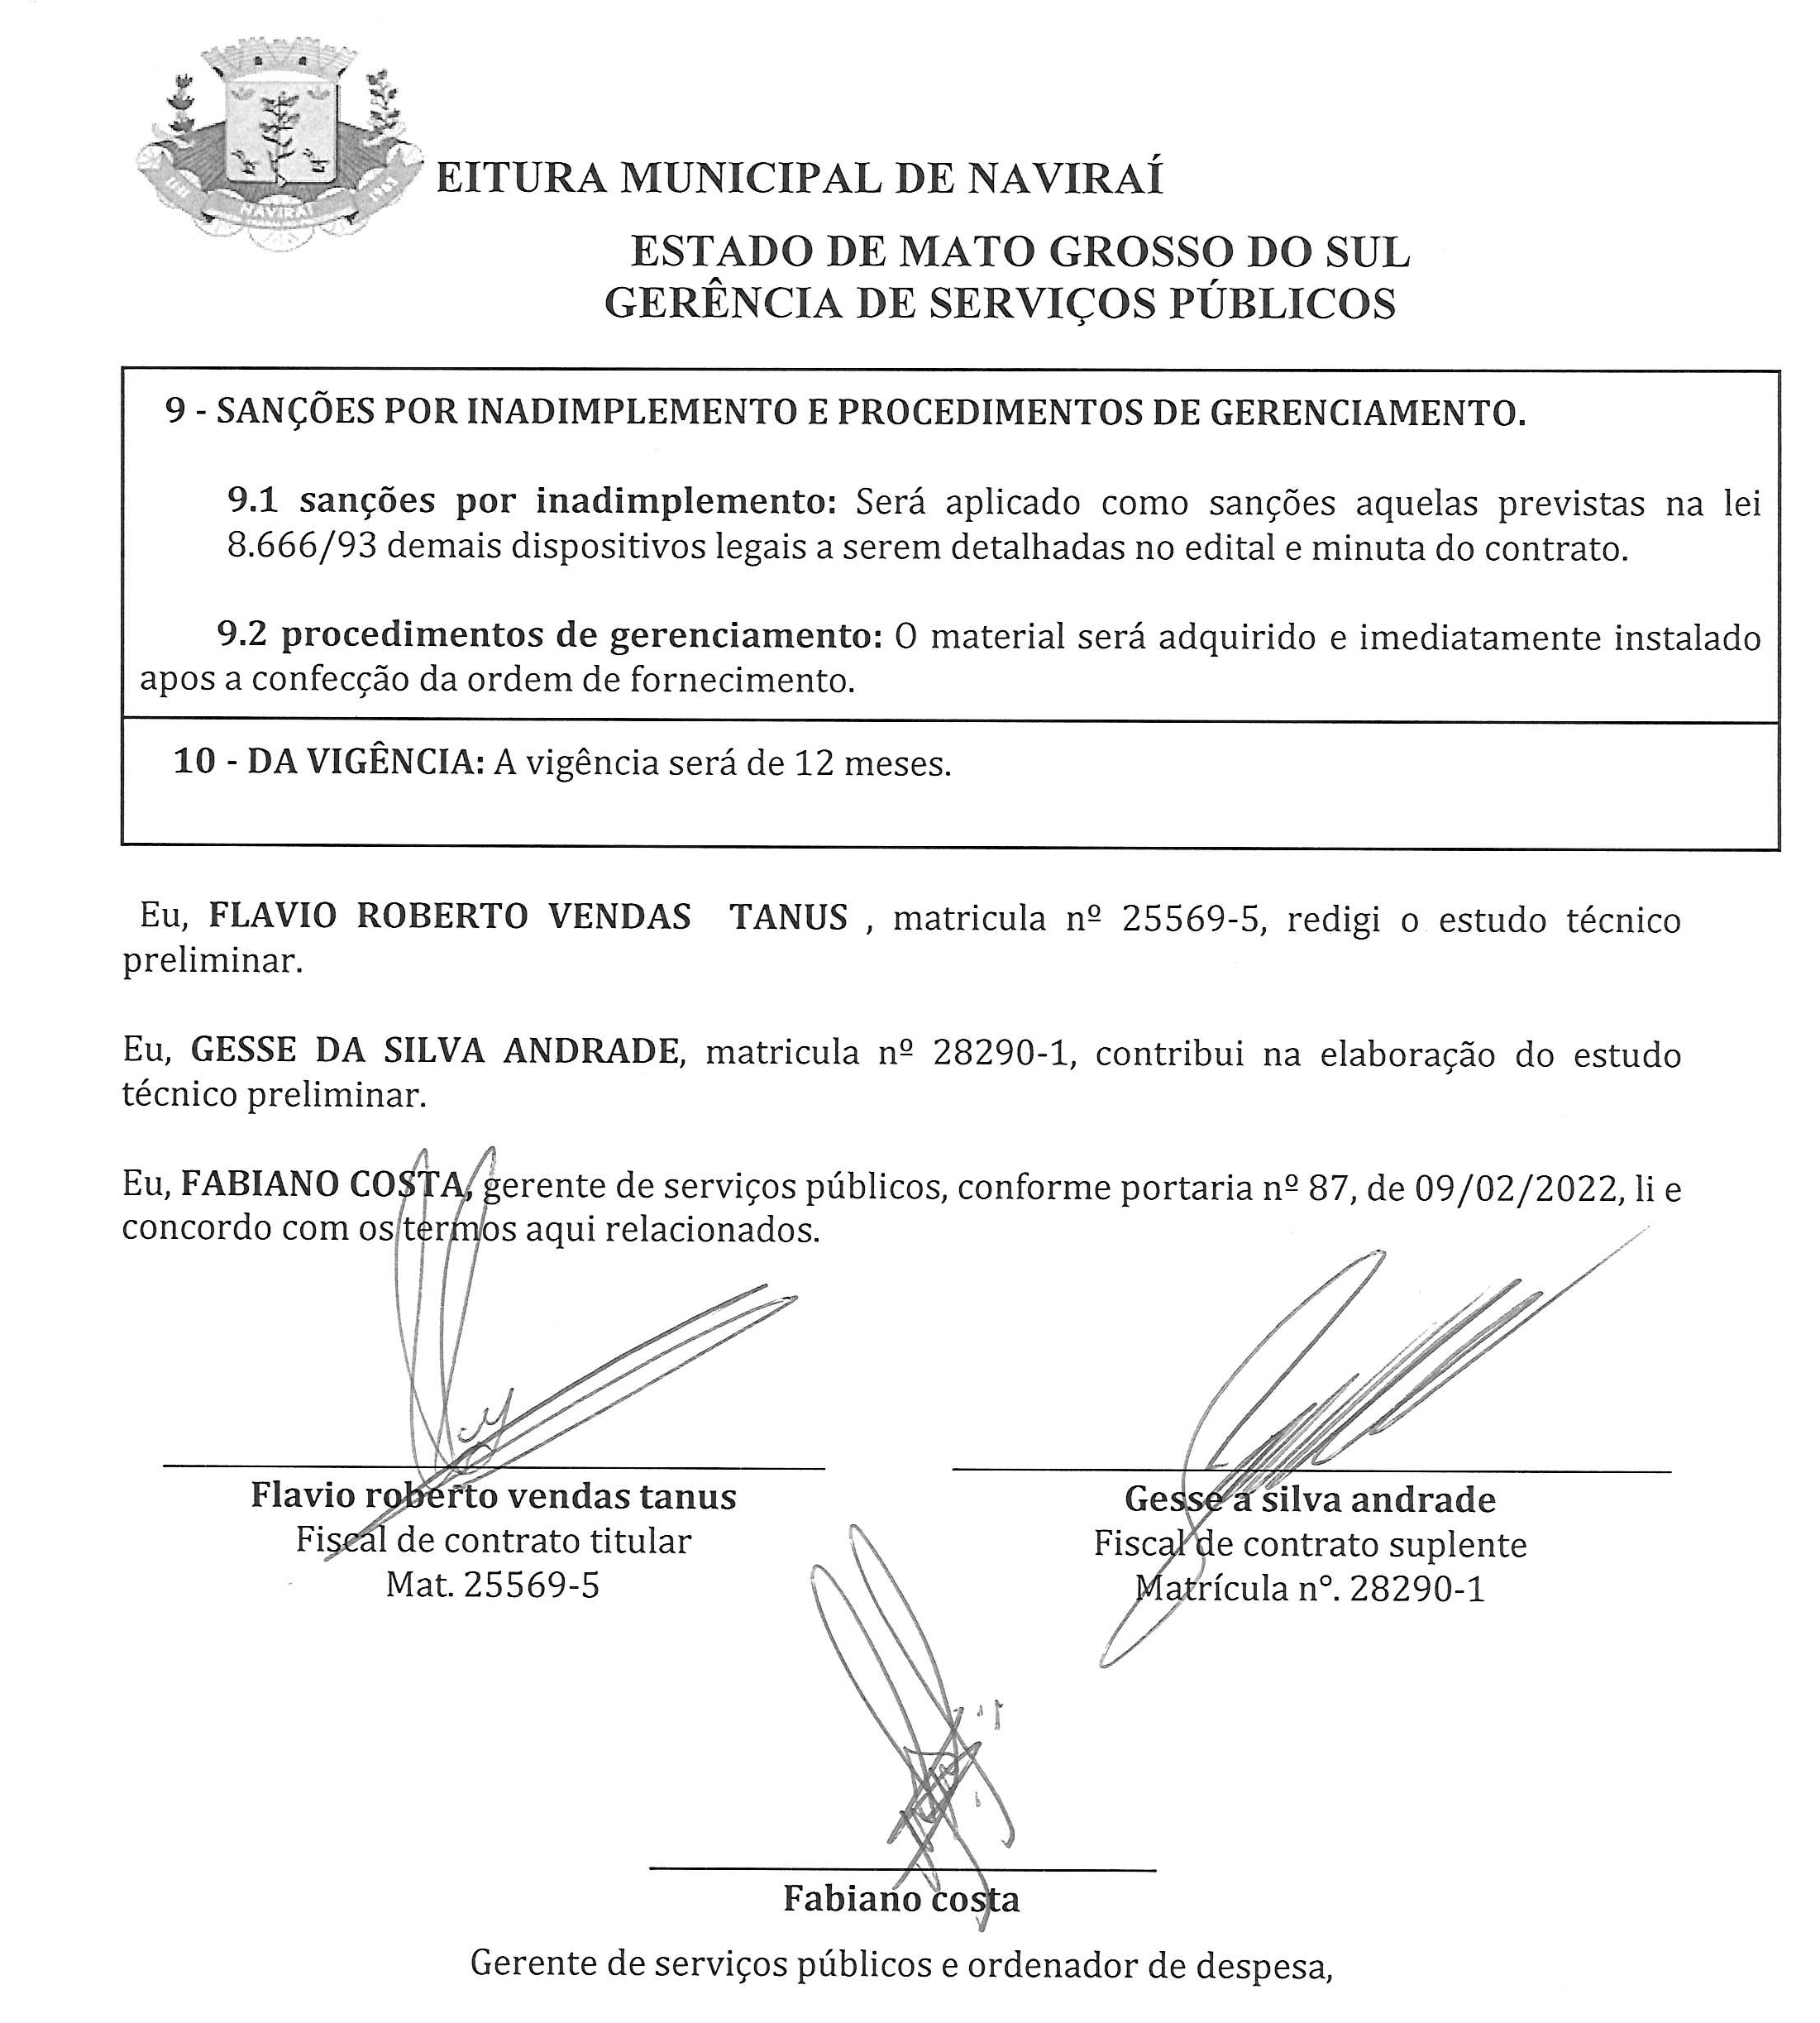 NAVIRAÍ
EITURA MUNICIPAL DE NAVIRAÍ
ESTADO DE MATO GROSSO DO SUL
GERÊNCIA DE SERVIÇOS PÚBLICOS
9 - SANÇÕES POR INADIMPLEMENTO E PROCEDIMENTOS DE GERENCIAMENTO.
9.1 sanções por inadimplemento: Será aplicado como sanções aquelas previstas na lei
8.666/93 demais dispositivos legais a serem detalhadas no edital e minuta do contrato.
9.2 procedimentos de gerenciamento: O material será adquirido e imediatamente instalado
apos a confecção da ordem de fornecimento.
10 - DA VIGÊNCIA: A vigência será de 12 meses.
Eu, FLAVIO ROBERTO VENDAS TANUS , matricula nº 25569-5, redigi o estudo técnico
preliminar.
Eu, GESSE DA SILVA ANDRADE, matricula nº 28290-1, contribui na elaboração do estudo
técnico preliminar.
Eu, FABIANO COSTA, gerente de serviços públicos, conforme portaria nº 87, de 09/02/2022, li e
concordo com os termos aqui relacionados.
Flavio roberto vendas tanus
Fiscal de contrato titular
Mat. 25569-5
Gesse a silva andrade
Fiscal de contrato suplente
Matrícula n°. 28290-1
Fabiano costa
Gerente de serviços públicos e ordenador de despesa,